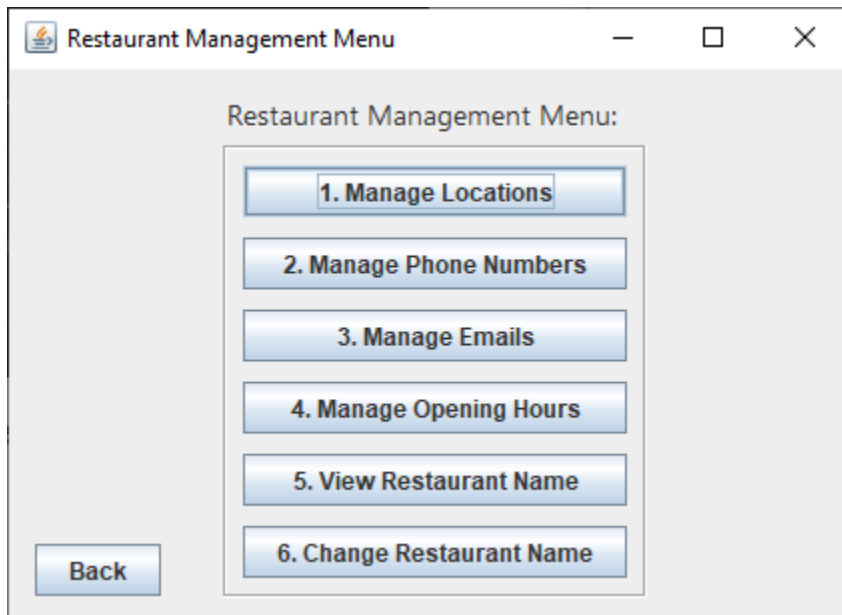 Restaurant Management Menu
Restaurant Management Menu:
1. Manage Locations
2. Manage Phone Numbers
3. Manage Emails
4. Manage Opening Hours
5. View Restaurant Name
6. Change Restaurant Name
Back